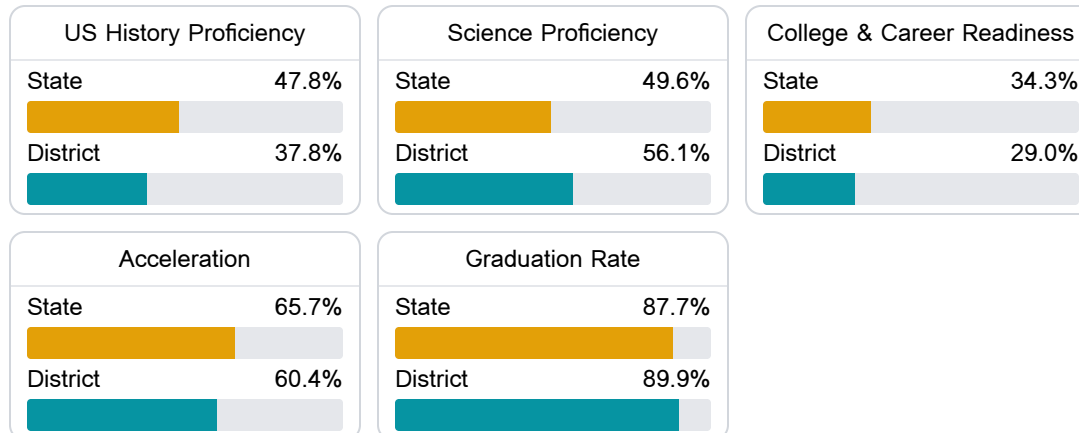 US History Proficiency
State 47.8%
District 37.8%
Science Proficiency
State 49.6%
District 56.1%
College & Career Readiness
State 34.3%
District 29.0%
Acceleration
State 65.7%
District 60.4%
Graduation Rate
State 87.7%
District 89.9%